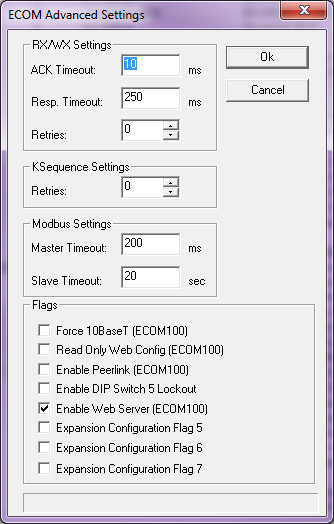 ECOM Advanced Settings
RX/WX Settings
ACK Timeout: 10 ms
Resp. Timeout: 250 ms
Retries: 0
Ok
Cancel
KSequence Settings
Retries: 0
Modbus Settings
Master Timeout: 200 ms
Slave Timeout: 20 sec
Flags
Force 10BaseT (ECOM100)
Read Only Web Config (ECOM100)
Enable Peerlink (ECOM100)
Enable DIP Switch 5 Lockout
Enable Web Server (ECOM100)
Expansion Configuration Flag 5
Expansion Configuration Flag 6
Expansion Configuration Flag 7